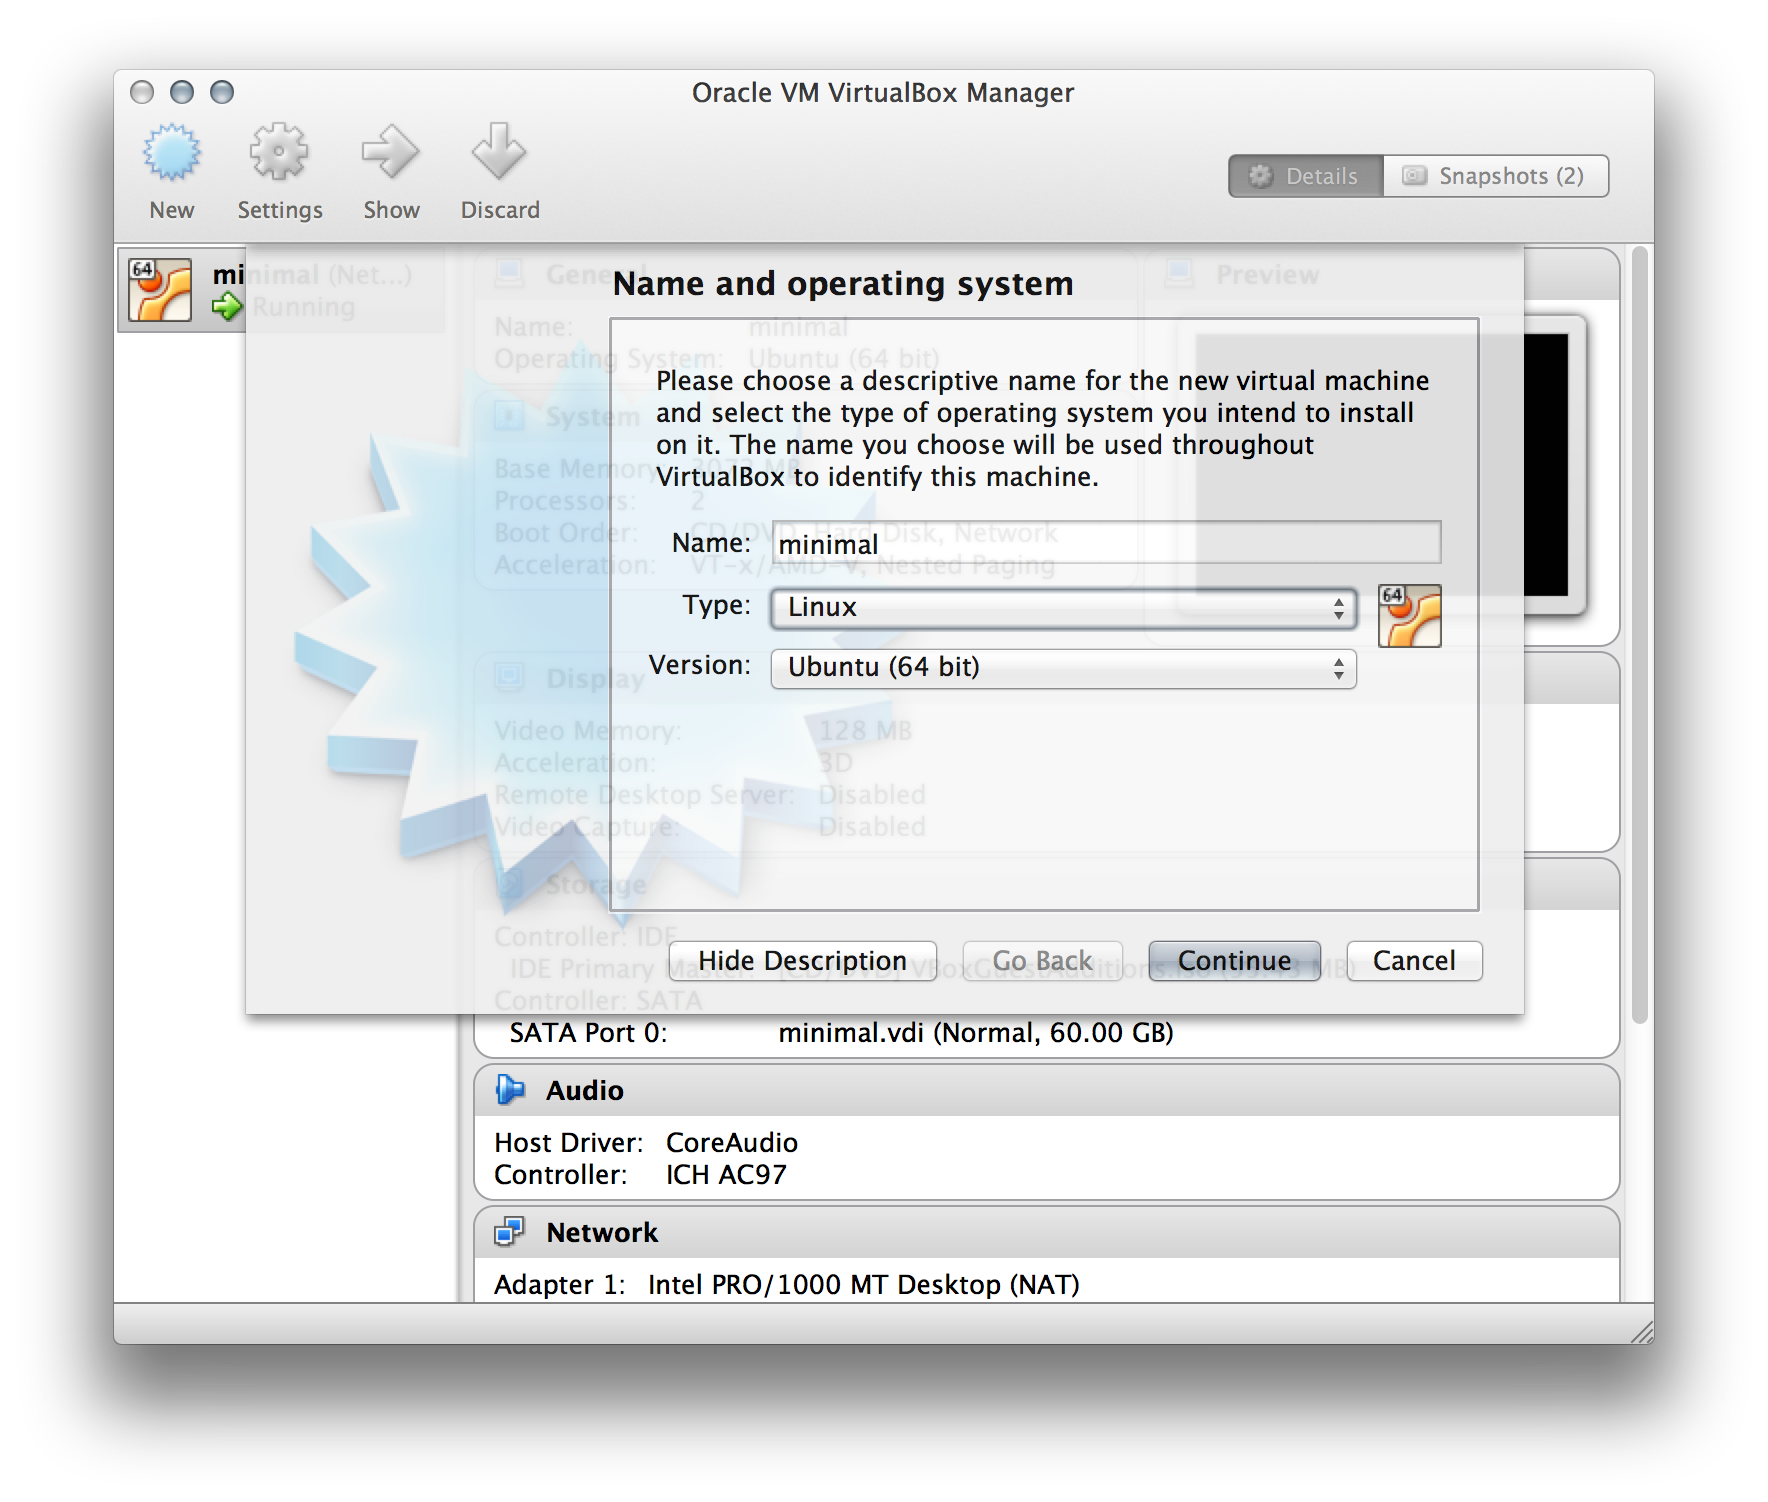 Oracle VM VirtualBox Manager
New
Settings
Show
Discard
Details
Snapshots (2)
64
minimal (Net...)
Running
General
Name: minimal
Operating System: Ubuntu (64 bit)
Preview
System
Base Memory: 3072 MB
Processors: 2
Boot Order: CD/DVD, Hard Disk, Network
Acceleration: VT-x/AMD-V, Nested Paging
Display
Video Memory: 128 MB
Acceleration: 3D
Remote Desktop Server: Disabled
Video Capture: Disabled
Storage
Controller: IDE
IDE Primary Master: [CD/DVD] VBoxGuestAdditions.iso
Controller: SATA
Name and operating system
Please choose a descriptive name for the new virtual machine
and select the type of operating system you intend to install
on it. The name you choose will be used throughout
VirtualBox to identify this machine.
Name: minimal
Type: Linux
64
Version: Ubuntu (64 bit)
Hide Description
Go Back
Continue
Cancel
SATA Port 0: minimal.vdi (Normal, 60.00 GB)
Audio
Host Driver: CoreAudio
Controller: ICH AC97
Network
Adapter 1: Intel PRO/1000 MT Desktop (NAT)